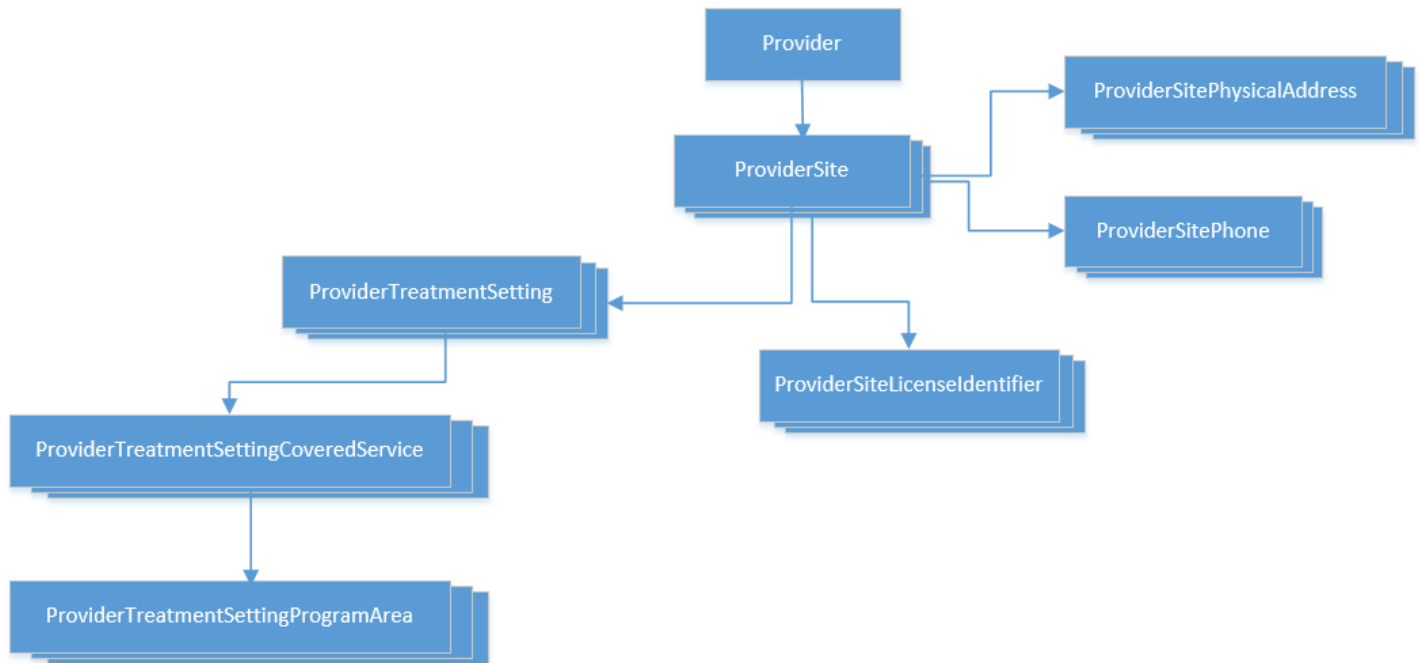 Provider
ProviderSitePhysicalAddress
ProviderSite
ProviderSitePhone
ProviderTreatmentSetting
ProviderSiteLicenseIdentifier
ProviderTreatmentSettingCoveredService
ProviderTreatmentSettingProgramArea